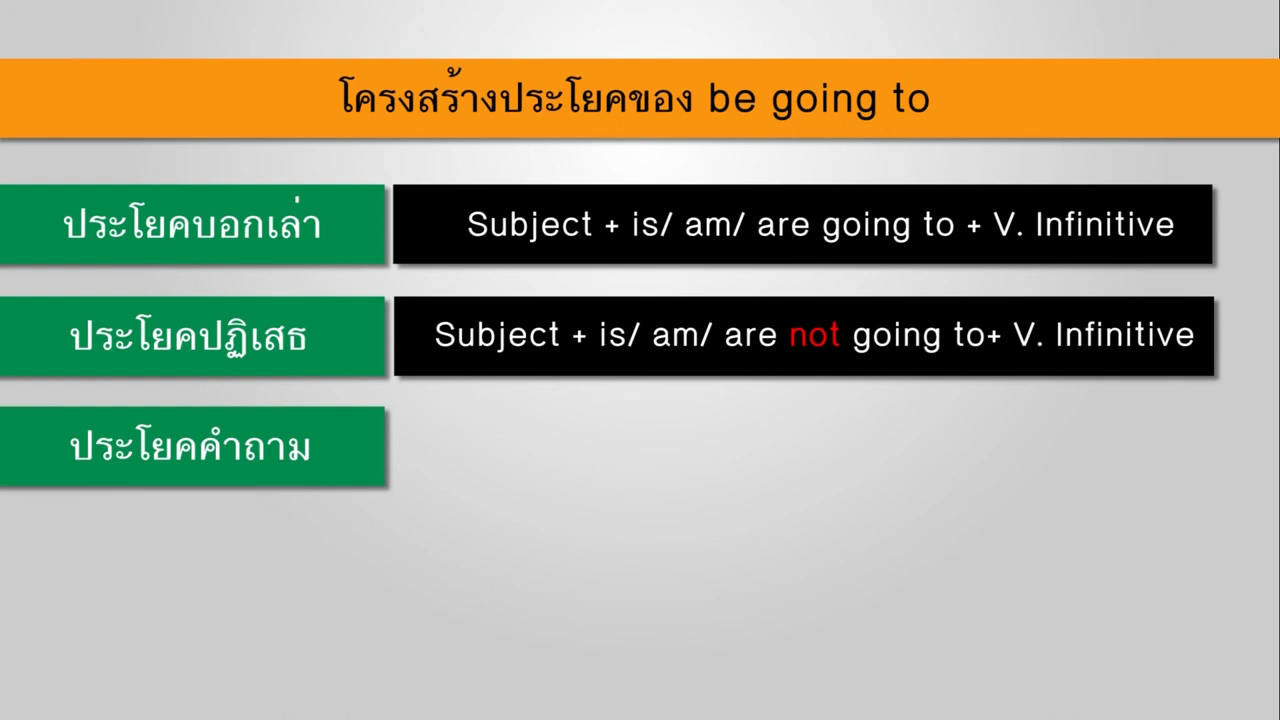 โครงสร้างประโยคของ be going to
ประโยคบอกเล่า
Subject + is/ am/ are going to + V. Infinitive
ประโยคปฏิเสธ
Subject + is/ am/ are not going to+ V. Infinitive
ประโยคคำถาม